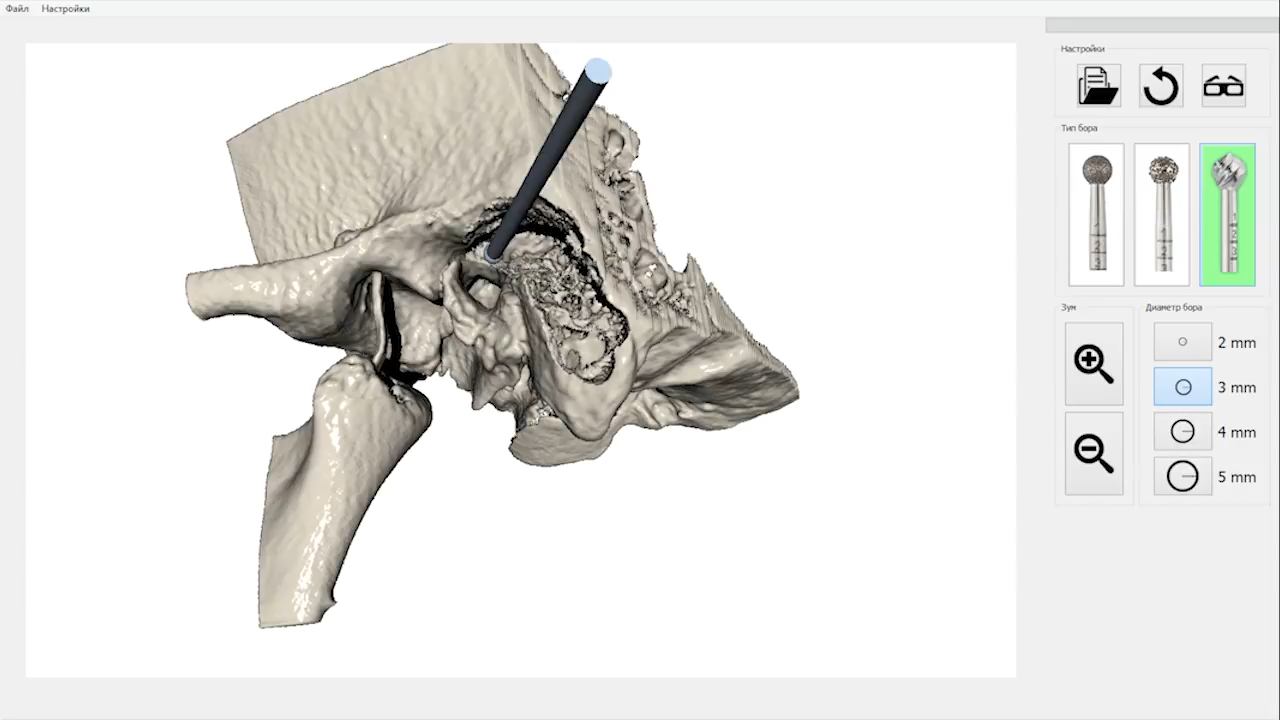 Файл Настройки
Настройки
Тип бора
Зум
Диаметр бора
2 mm
3 mm
4 mm
5 mm